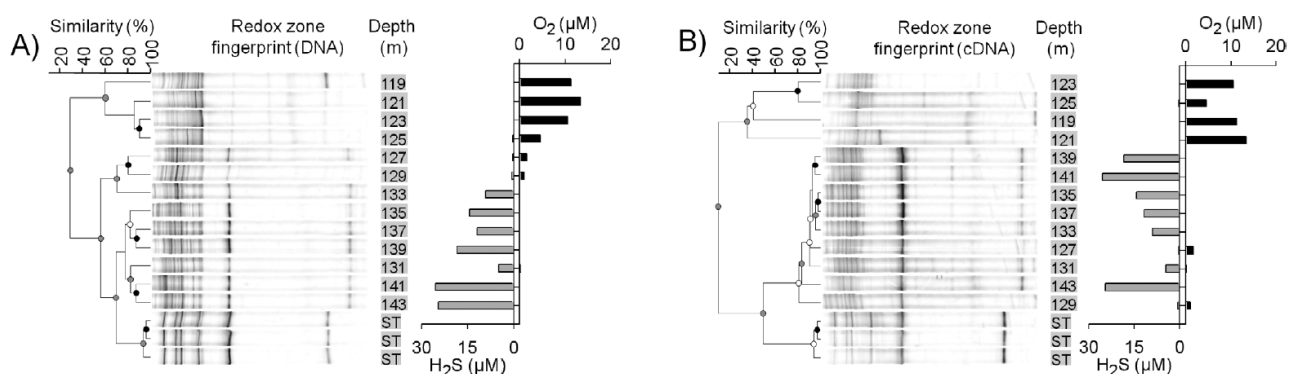 A)
Similarity (%)
20 40 60 80 100
Redox zone
fingerprint (DNA)
Depth
(m)
O2 (µM)
0 10 20
119
121
123
125
127
129
133
135
137
139
131
141
143
ST
ST
ST
30 15 0
H2S (µM)
B)
Similarity (%)
20 40 60 80 100
Redox zone
fingerprint (cDNA)
Depth
(m)
O2 (µM)
0 10 20
123
125
119
121
139
141
135
137
133
127
131
143
129
ST
ST
ST
30 15 0
H2S (µM)